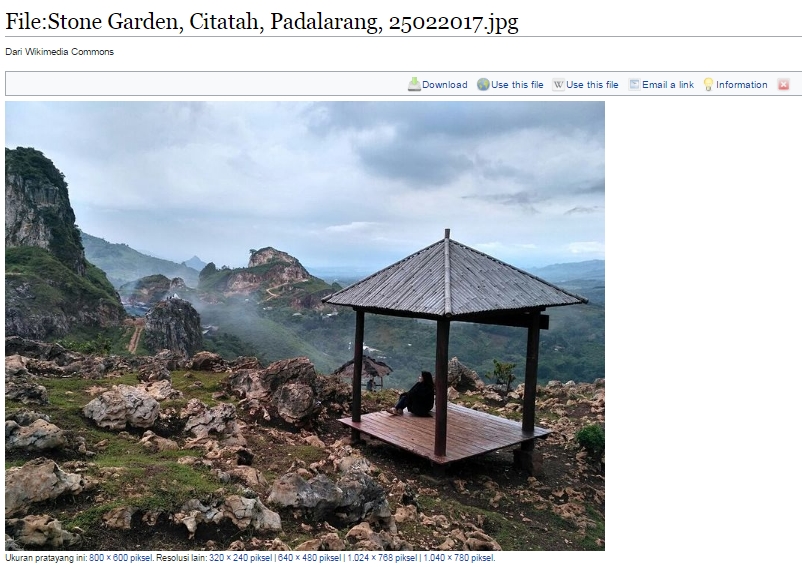 File:Stone Garden, Citatah, Padalarang, 25022017.jpg
Dari Wikimedia Commons
Download Use this file W Use this file Email a link Information
Ukuran pratayang ini: 800 × 600 piksel. Resolusi lain: 320 × 240 piksel | 640 × 480 piksel | 1.024 × 768 piksel | 1.040 × 780 piksel.